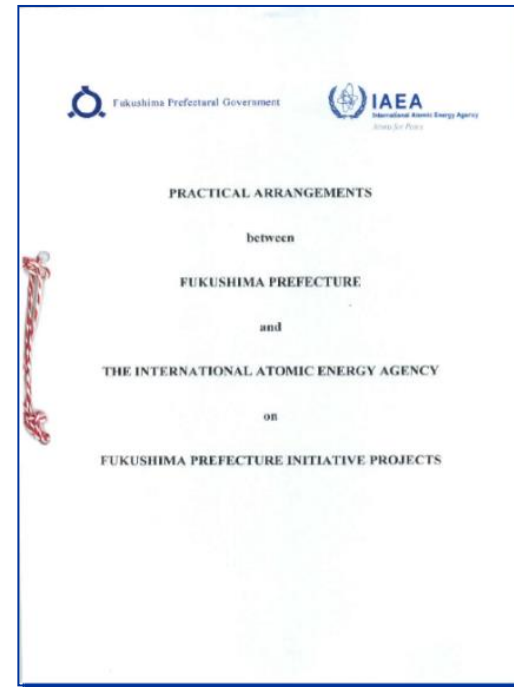 Fukushima Prefectural Government
IAEA
International Atomic Energy Agency
Atoms for Peace
PRACTICAL ARRANGEMENTS
between
FUKUSHIMA PREFECTURE
and
THE INTERNATIONAL ATOMIC ENERGY AGENCY
on
FUKUSHIMA PREFECTURE INITIATIVE PROJECTS